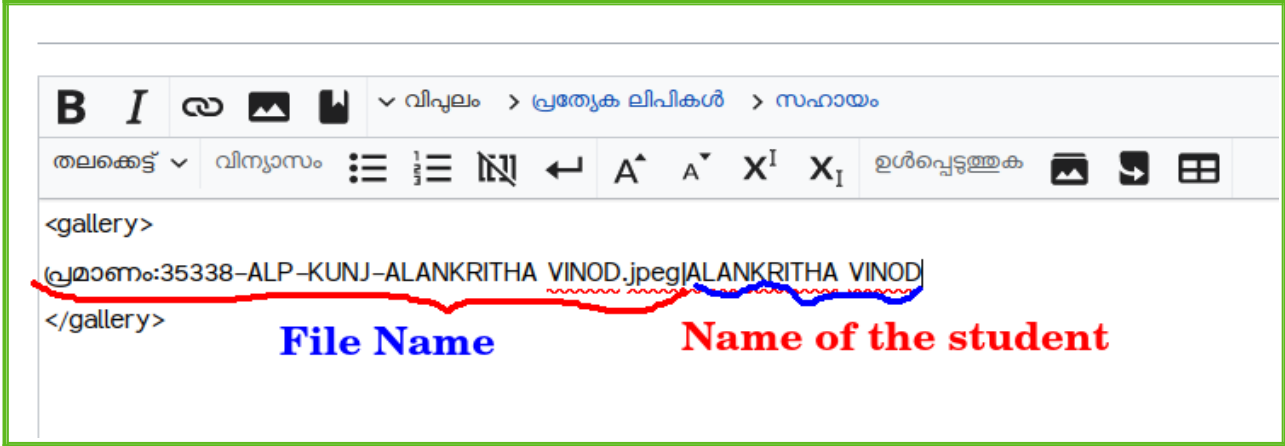 B I വിപുലം പ്രത്യേക ലിപികൾ സഹായം
തലക്കെട്ട് വിന്യാസം A A X^I X_I ഉൾപ്പെടുത്തുക
<gallery>
പ്രമാണം:35338-ALP-KUNJ-ALANKRITHA VINOD.jpeg|ALANKRITHA VINOD
</gallery>
File Name
Name of the student